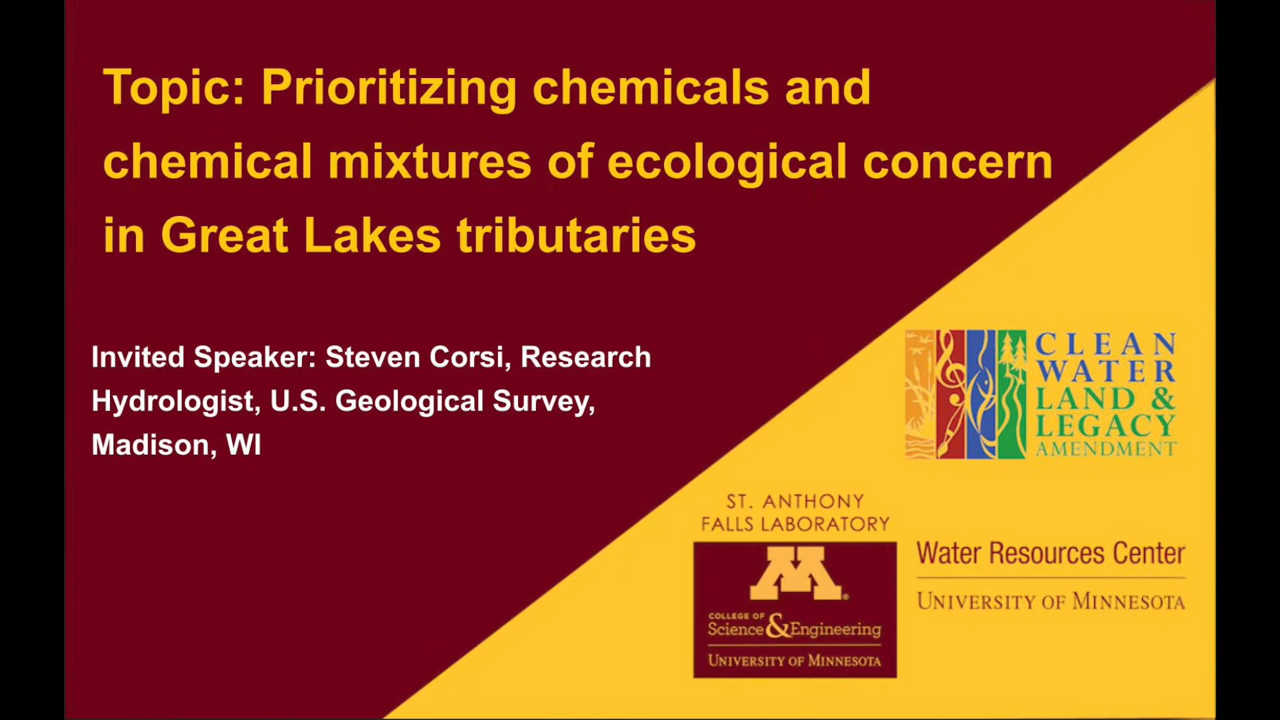 Topic: Prioritizing chemicals and
chemical mixtures of ecological concern
in Great Lakes tributaries
Invited Speaker: Steven Corsi, Research
Hydrologist, U.S. Geological Survey,
Madison, WI
CLEAN
WATER
LAND &
LEGACY
AMENDMENT
ST. ANTHONY
FALLS LABORATORY
M®
COLLEGE OF
Science & Engineering
UNIVERSITY OF MINNESOTA
Water Resources Center
UNIVERSITY OF MINNESOTA